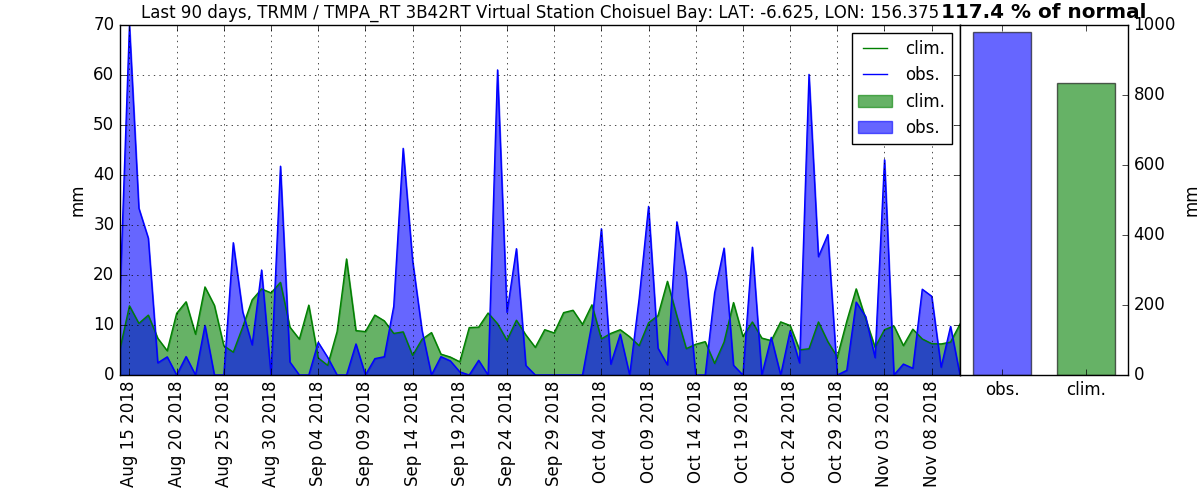 Last 90 days, TRMM / TMPA_RT 3B42RT Virtual Station Choisuel Bay: LAT: -6.625, LON: 156.375
117.4 % of normal
70
60
50
40
30
20
10
0
mm
clim.
obs.
clim.
obs.
Aug 15 2018
Aug 20 2018
Aug 25 2018
Aug 30 2018
Sep 04 2018
Sep 09 2018
Sep 14 2018
Sep 19 2018
Sep 24 2018
Sep 29 2018
Oct 04 2018
Oct 09 2018
Oct 14 2018
Oct 19 2018
Oct 24 2018
Oct 29 2018
Nov 03 2018
Nov 08 2018
1000
800
600
400
200
0
mm
obs.
clim.